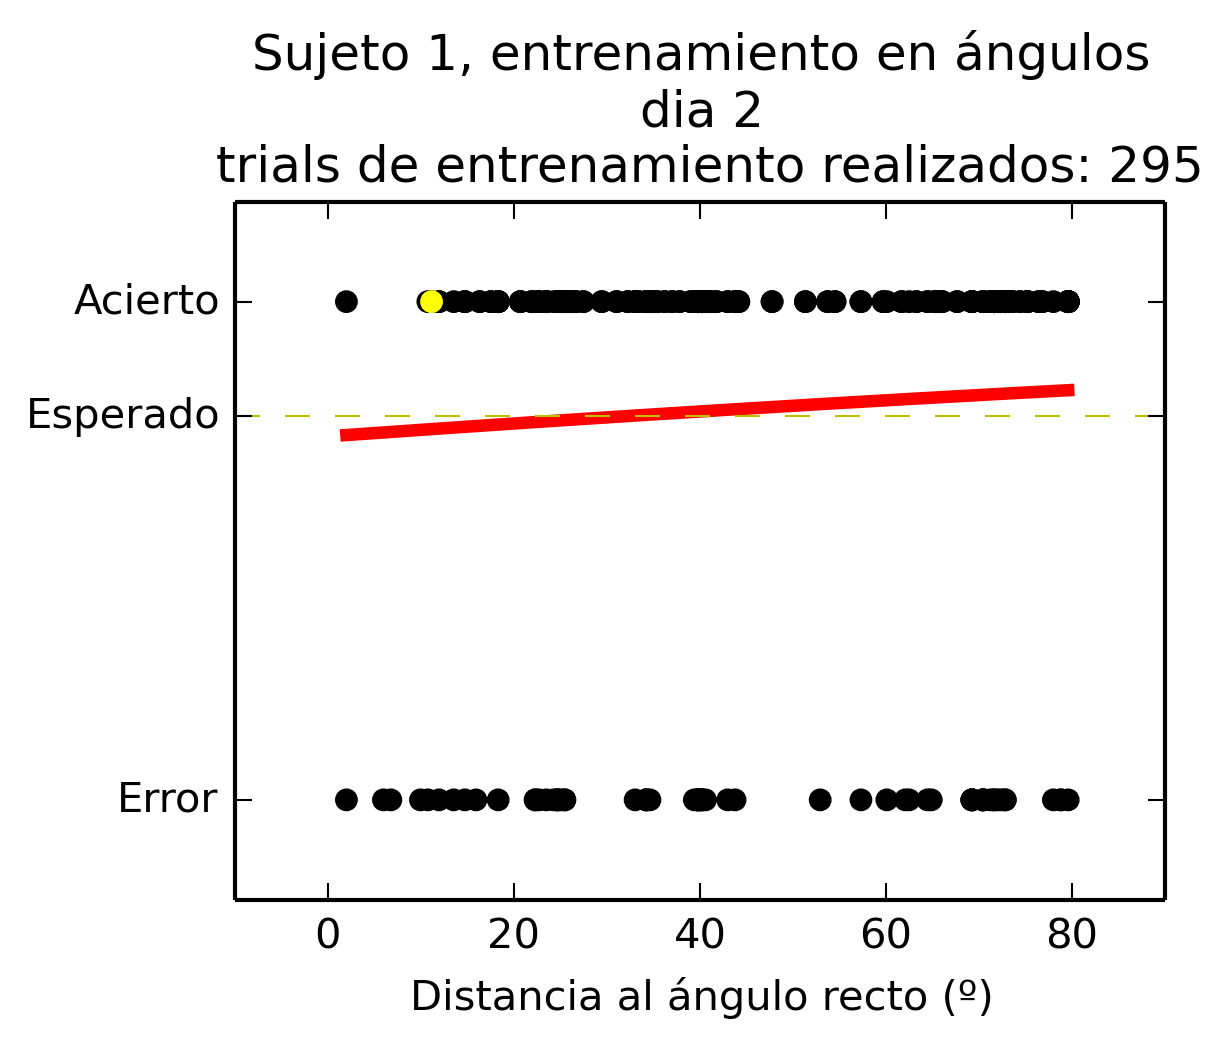 Sujeto 1, entrenamiento en ángulos
dia 2
trials de entrenamiento realizados: 295
Acierto
Esperado
Error
0 20 40 60 80
Distancia al ángulo recto (º)